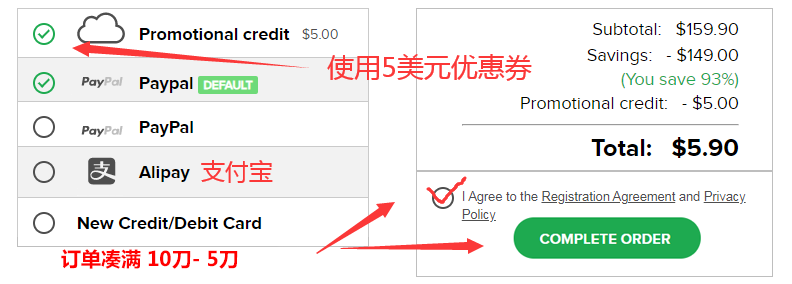 Promotional credit $5.00
PayPal Paypal DEFAULT
PayPal PayPal
支 Alipay 支付宝
New Credit/Debit Card
订单凑满 10刀- 5刀
使用5美元优惠券
Subtotal: $159.90
Savings: - $149.00
(You save 93%)
Promotional credit: - $5.00
Total: $5.90
I Agree to the Registration Agreement and Privacy
Policy
COMPLETE ORDER